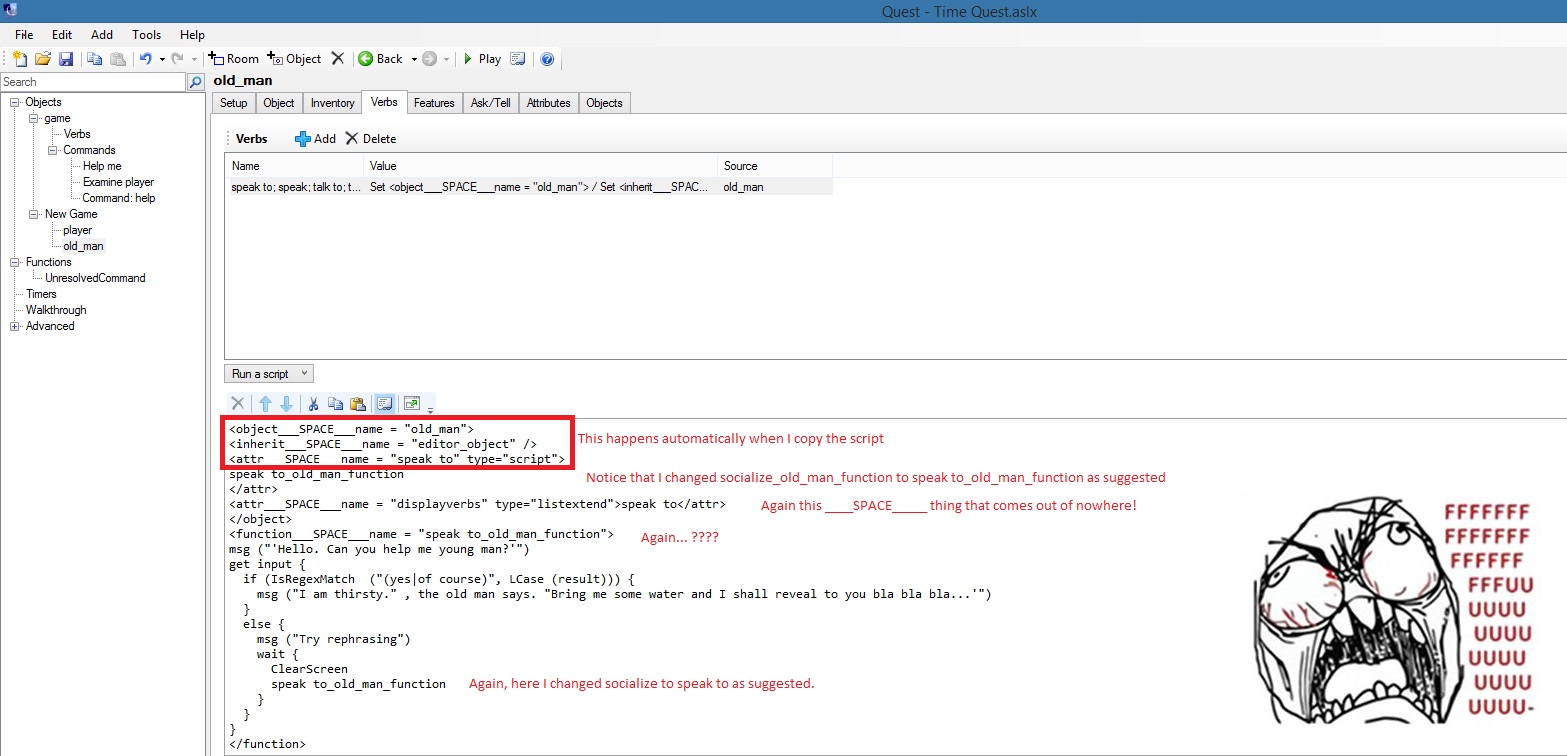 Quest - Time Quest.aslx
File Edit Add Tools Help
Room Object Back Play
Search
old_man
Setup Object Inventory Verbs Features Ask/Tell Attributes Objects
Objects
game
Verbs
Commands
Help me
Examine player
Command: help
New Game
player
old_man
Functions
UnresolvedCommand
Timers
Walkthrough
Advanced
Verbs Add Delete
Name Value Source
speak to; speak; talk to; t... Set <object___SPACE___name = "old_man"> / Set <inherit___SPAC... old_man
Run a script
<object___SPACE___name = "old_man">
<inherit___SPACE___name = "editor_object" />
This happens automatically when I copy the script
<attr___SPACE___name = "speak to" type="script">
speak to_old_man_function
Notice that I changed socialize_old_man_function to speak to_old_man_function as suggested
</attr>
<attr___SPACE___name = "displayverbs" type="listextend">speak to</attr>
Again this ____SPACE_____ thing that comes out of nowhere!
</object>
<function___SPACE___name = "speak to_old_man_function">
Again... ????
msg ("'Hello. Can you help me young man?'")
get input {
if (IsRegexMatch ("(yes|of course)", LCase (result))) {
msg ("I am thirsty." , the old man says. "Bring me some water and I shall reveal to you bla bla bla...'")
}
else {
msg ("Try rephrasing")
wait {
ClearScreen
speak to_old_man_function
Again, here I changed socialize to speak to as suggested.
}
}
}
</function>
FFFFFFF
FFFFFFF
FFFFFF
FFFUU
UUUU
UUUU
UUUU
UUUU
UUUU-